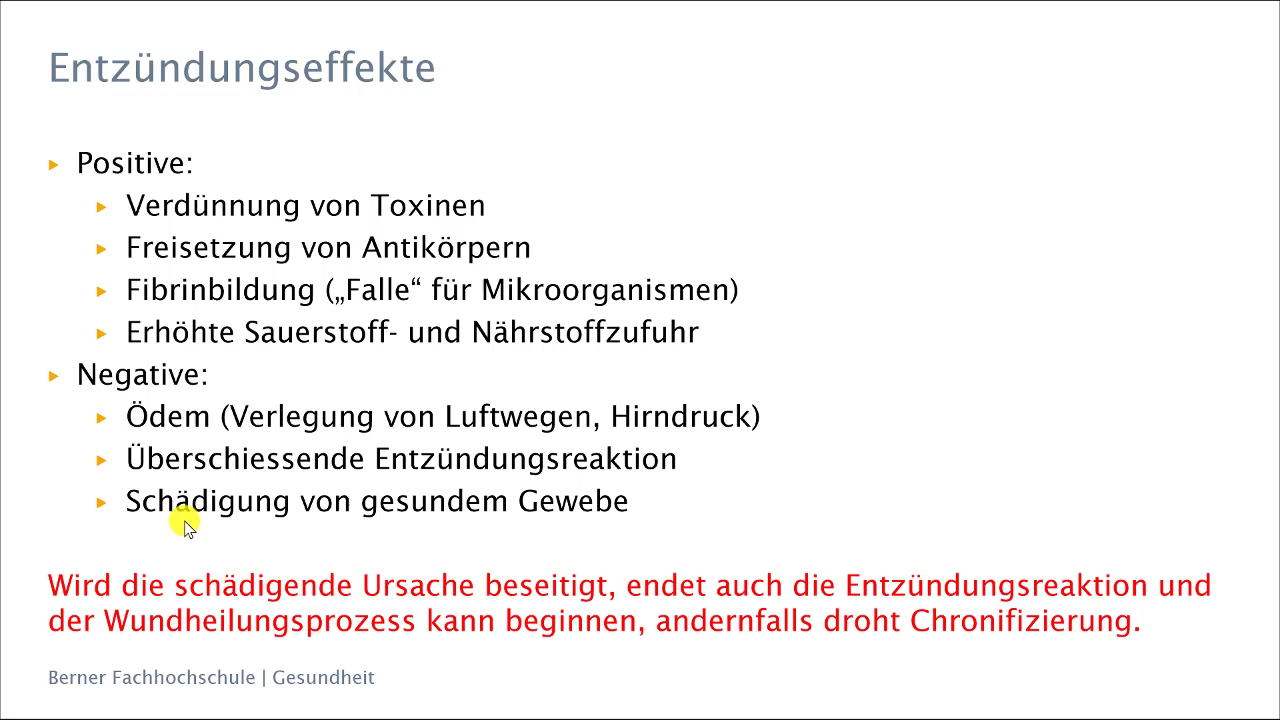 Entzündungseffekte
Positive:
Verdünnung von Toxinen
Freisetzung von Antikörpern
Fibrinbildung („Falle“ für Mikroorganismen)
Erhöhte Sauerstoff- und Nährstoffzufuhr
Negative:
Ödem (Verlegung von Luftwegen, Hirndruck)
Überschiessende Entzündungsreaktion
Schädigung von gesundem Gewebe
Wird die schädigende Ursache beseitigt, endet auch die Entzündungsreaktion und
der Wundheilungsprozess kann beginnen, andernfalls droht Chronifizierung.
Berner Fachhochschule | Gesundheit